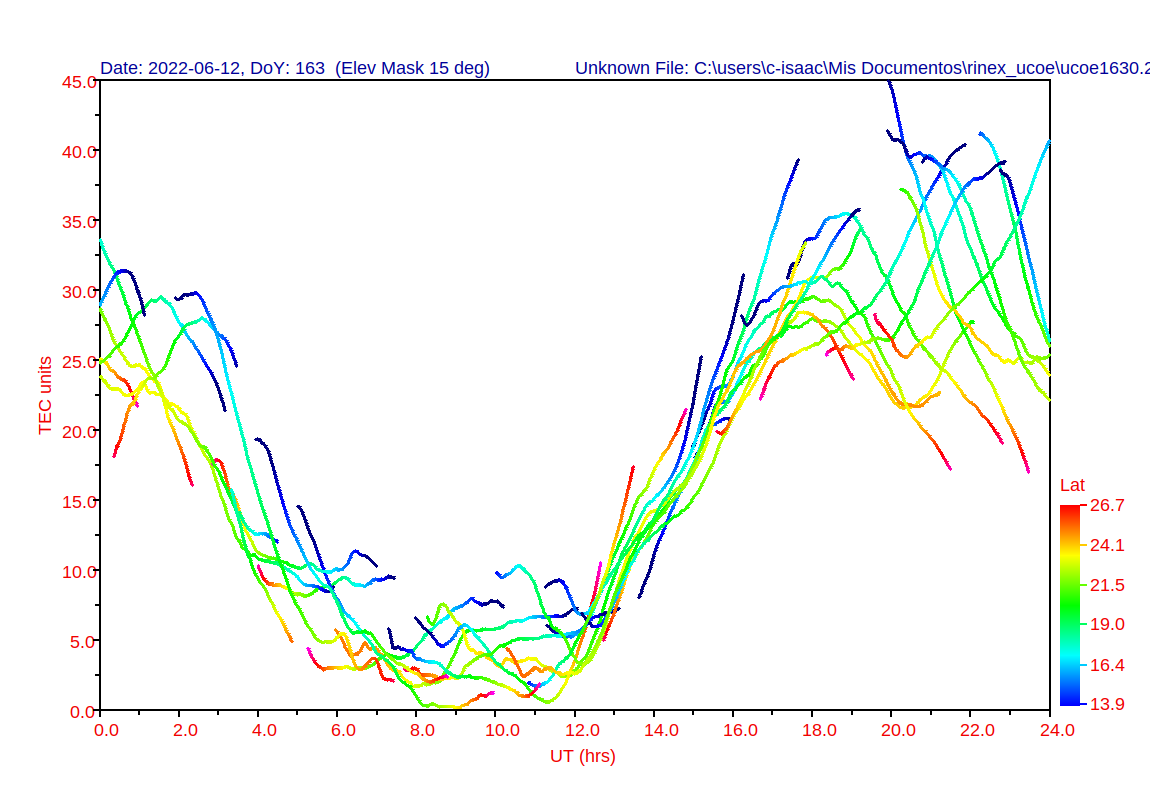 Date: 2022-06-12, DoY: 163  (Elev Mask 15 deg)
Unknown File: C:\users\c-isaac\Mis Documentos\rinex_ucoe\ucoe1630.2
45.0
40.0
35.0
30.0
25.0
20.0
15.0
10.0
5.0
0.0
TEC units
0.0 2.0 4.0 6.0 8.0 10.0 12.0 14.0 16.0 18.0 20.0 22.0 24.0
UT (hrs)
Lat
26.7
24.1
21.5
19.0
16.4
13.9